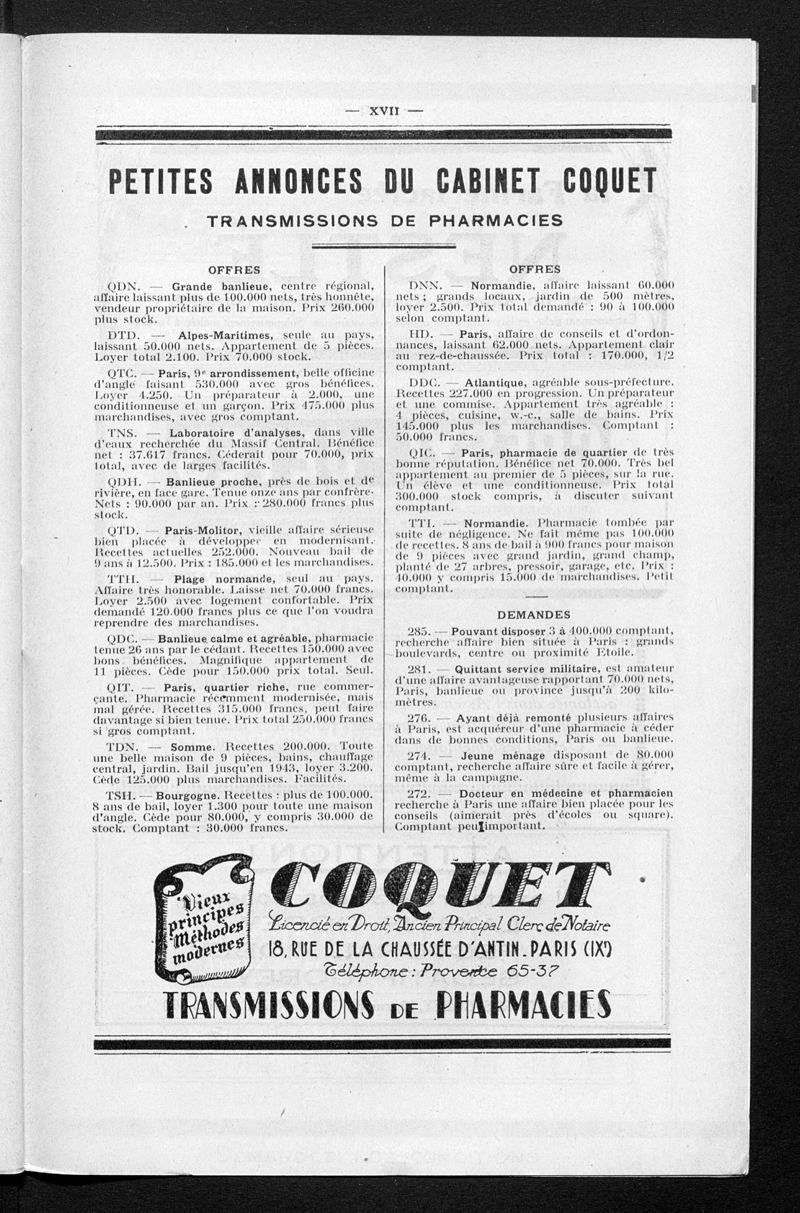 — XVII —
PETITES ANNONCES DU CABINET COQUET
TRANSMISSIONS DE PHARMACIES
OFFRES
QDN. — Grande banlieue, centre régional,
affaire laissant plus de 100.000 nets, très honnête,
vendeur propriétaire de la maison. Prix 260.000
plus stock.
DTD. — Alpes-Maritimes, seule au pays,
laissant 50.000 nets. Appartement de 5 pièces.
Loyer total 2.100. Prix 70.000 stock.
QTC. — Paris, 9e arrondissement, belle officine
d'angle faisant 530.000 avec gros bénéfices.
Loyer 4.250. Un préparateur à 2.000, une
conditionneuse et un garçon. Prix 475.000 plus
marchandises, avec gros comptant.
TNS. — Laboratoire d'analyses, dans ville
d'eaux recherchée du Massif Central. Bénéfice
net : 37.617 francs. Céderait pour 70.000, prix
total, avec de larges facilités.
QDH. — Banlieue proche, près de bois et de
rivière, en face gare. Tenue onze ans par confrère.
Nets : 90.000 par an. Prix : 280.000 francs plus
stock.
QTD. — Paris-Molitor, vieille affaire sérieuse
bien placée à développer en modernisant.
Recettes actuelles 252.000. Nouveau bail de
9 ans à 12.500. Prix : 185.000 et les marchandises.
TTH. — Plage normande, seul au pays.
Affaire très honorable. Laisse net 70.000 francs.
Loyer 2.500 avec logement confortable. Prix
demandé 120.000 francs plus ce que l'on voudra
reprendre des marchandises.
QDC. — Banlieue calme et agréable, pharmacie
tenue 26 ans par le cédant. Recettes 150.000 avec
bons bénéfices. Magnifique appartement de
11 pièces. Cède pour 150.000 prix total. Seul.
QIT. — Paris, quartier riche, rue commer-
çante. Pharmacie récemment modernisée, mais
mal gérée. Recettes 315.000 francs, peut faire
davantage si bien tenue. Prix total 250.000 francs
si gros comptant.
TDN. — Somme. Recettes 200.000. Toute
une belle maison de 9 pièces, bains, chauffage
central, jardin. Bail jusqu'en 1943, loyer 3.200.
Cède 125.000 plus marchandises. Facilités.
TSH. — Bourgogne. Recettes : plus de 100.000.
8 ans de bail, loyer 1.300 pour toute une maison
d'angle. Cède pour 80.000, y compris 30.000 de
stock. Comptant : 30.000 francs.
OFFRES
DNN. — Normandie, affaire laissant 60.000
nets ; grands locaux, jardin de 500 mètres,
loyer 2.500. Prix total demandé : 90 à 100.000
selon comptant.
HD. — Paris, affaire de conseils et d'ordon-
nances, laissant 62.000 nets. Appartement clair
au rez-de-chaussée. Prix total : 170.000, 1/2
comptant.
DDC. — Atlantique, agréable sous-préfecture.
Recettes 227.000 en progression. Un préparateur
et une commise. Appartement très agréable :
4 pièces, cuisine, w.-c., salle de bains. Prix
145.000 plus les marchandises. Comptant :
50.000 francs.
QIC. — Paris, pharmacie de quartier de très
bonne réputation. Bénéfice net 70.000. Très bel
appartement au premier de 5 pièces, sur la rue.
Un élève et une conditionneuse. Prix total
300.000 stock compris, à discuter suivant
comptant.
TTI. — Normandie. Pharmacie tombée par
suite de négligence. Ne fait même pas 100.000
de recettes. 8 ans de bail à 900 francs pour maison
de 9 pièces avec grand jardin, grand champ,
planté de 27 arbres, pressoir, garage, etc. Prix :
40.000 y compris 15.000 de marchandises. Petit
comptant.
DEMANDES
285. — Pouvant disposer 3 à 400.000 comptant,
recherche affaire bien située à Paris : grands
boulevards, centre ou proximité Etoile.
281. — Quittant service militaire, est amateur
d'une affaire avantageuse rapportant 70.000 nets,
Paris, banlieue ou province jusqu'à 200 kilo-
mètres.
276. — Ayant déjà remonté plusieurs affaires
à Paris, est acquéreur d'une pharmacie à céder
dans de bonnes conditions, Paris ou banlieue.
274. — Jeune ménage disposant de 80.000
comptant, recherche affaire sûre et facile à gérer,
même à la campagne.
272. — Docteur en médecine et pharmacien
recherche à Paris une affaire bien placée pour les
conseils (aimerait près d'écoles ou square).
Comptant peu important.
Vieux
principes
Méthodes
modernes
COQUET
Licencié en Droit, Ancien Principal Clerc de Notaire
18, RUE DE LA CHAUSSÉE D'ANTIN. PARIS (IXe)
Téléphone : Provence 65-37
TRANSMISSIONS DE PHARMACIES